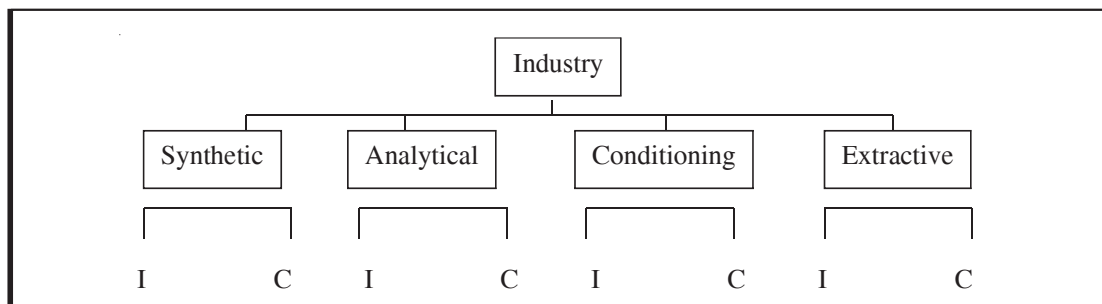 Industry
Synthetic Analytical Conditioning Extractive
I C I C I C I C